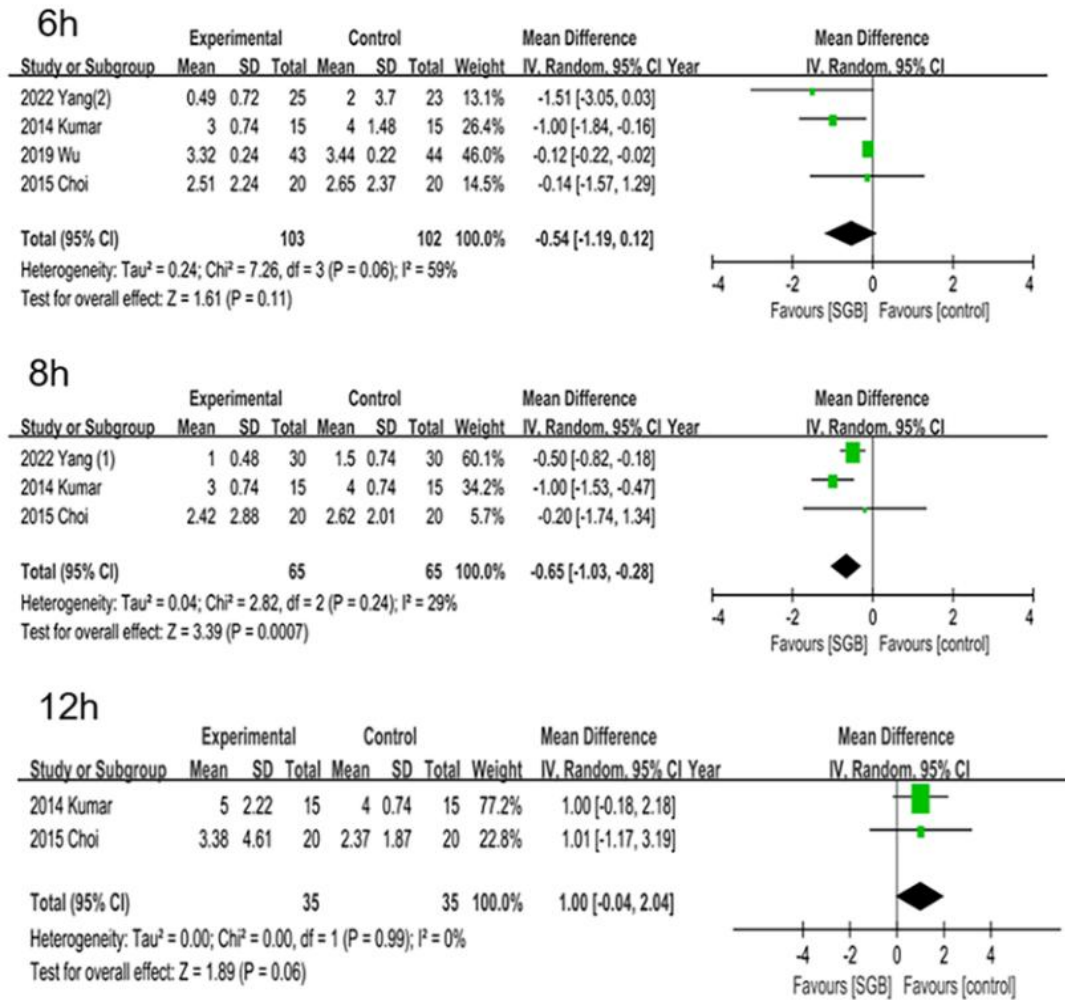 6h
Experimental Control Mean Difference Mean Difference
Study or Subgroup Mean SD Total Mean SD Total Weight IV, Random, 95% CI Year IV, Random, 95% CI
2022 Yang(2) 0.49 0.72 25 2 3.7 23 13.1% -1.51 [-3.05, 0.03]
2014 Kumar 3 0.74 15 4 1.48 15 26.4% -1.00 [-1.84, -0.16]
2019 Wu 3.32 0.24 43 3.44 0.22 44 46.0% -0.12 [-0.22, -0.02]
2015 Choi 2.51 2.24 20 2.65 2.37 20 14.5% -0.14 [-1.57, 1.29]
Total (95% CI) 103 102 100.0% -0.54 [-1.19, 0.12]
Heterogeneity: Tau² = 0.24; Chi² = 7.26, df = 3 (P = 0.06); I² = 59%
Test for overall effect: Z = 1.61 (P = 0.11)
-4 -2 0 2 4
Favours [SGB] Favours [control]
8h
Experimental Control Mean Difference Mean Difference
Study or Subgroup Mean SD Total Mean SD Total Weight IV, Random, 95% CI Year IV, Random, 95% CI
2022 Yang (1) 1 0.48 30 1.5 0.74 30 60.1% -0.50 [-0.82, -0.18]
2014 Kumar 3 0.74 15 4 0.74 15 34.2% -1.00 [-1.53, -0.47]
2015 Choi 2.42 2.88 20 2.62 2.01 20 5.7% -0.20 [-1.74, 1.34]
Total (95% CI) 65 65 100.0% -0.65 [-1.03, -0.28]
Heterogeneity: Tau² = 0.04; Chi² = 2.82, df = 2 (P = 0.24); I² = 29%
Test for overall effect: Z = 3.39 (P = 0.0007)
-4 -2 0 2 4
Favours [SGB] Favours [control]
12h
Experimental Control Mean Difference Mean Difference
Study or Subgroup Mean SD Total Mean SD Total Weight IV, Random, 95% CI Year IV, Random, 95% CI
2014 Kumar 5 2.22 15 4 0.74 15 77.2% 1.00 [-0.18, 2.18]
2015 Choi 3.38 4.61 20 2.37 1.87 20 22.8% 1.01 [-1.17, 3.19]
Total (95% CI) 35 35 100.0% 1.00 [-0.04, 2.04]
Heterogeneity: Tau² = 0.00; Chi² = 0.00, df = 1 (P = 0.99); I² = 0%
Test for overall effect: Z = 1.89 (P = 0.06)
-4 -2 0 2 4
Favours [SGB] Favours [control]